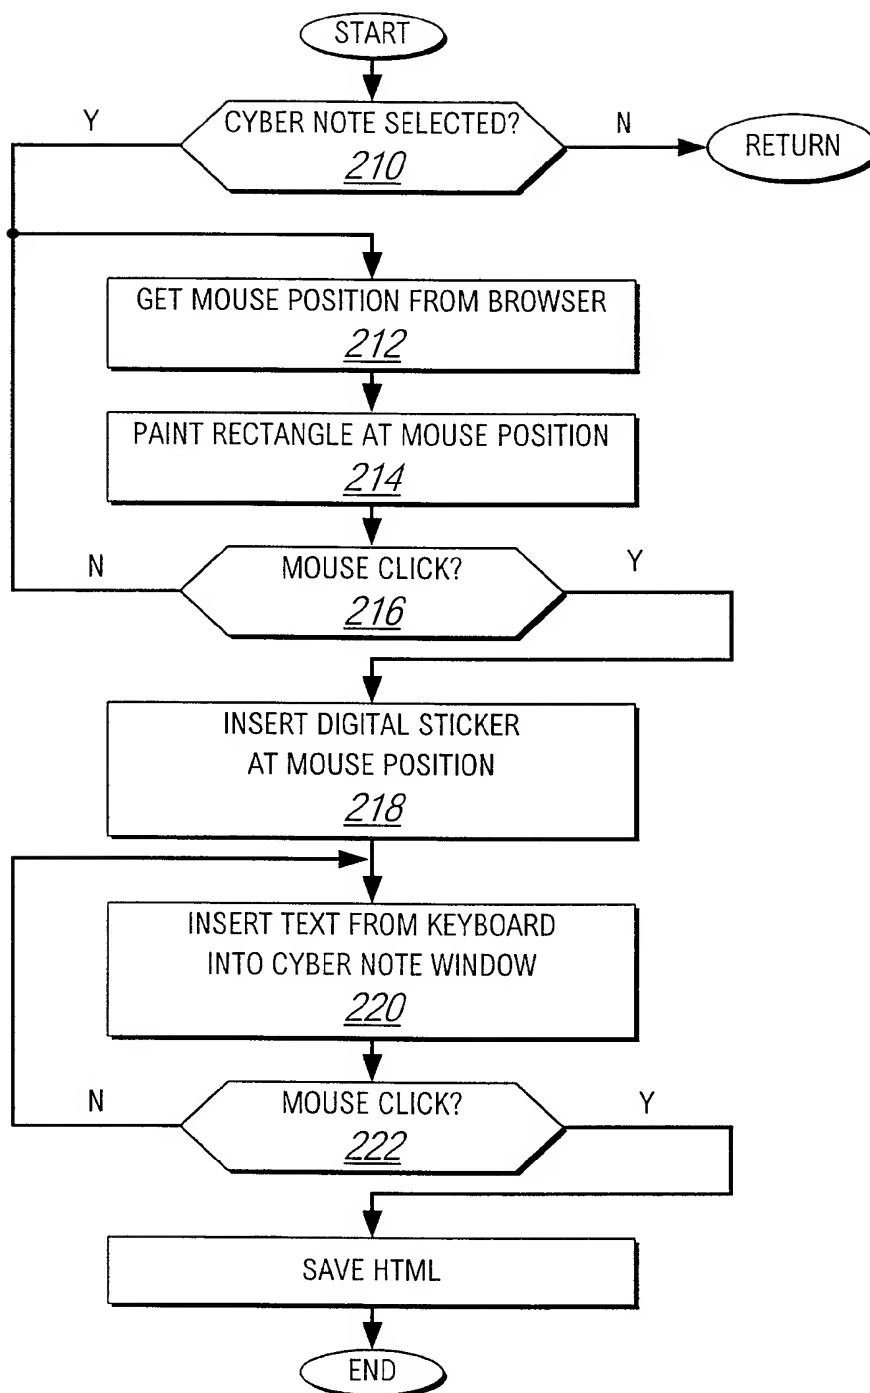 START
CYBER NOTE SELECTED?
210
Y
N
RETURN
GET MOUSE POSITION FROM BROWSER
212
PAINT RECTANGLE AT MOUSE POSITION
214
MOUSE CLICK?
216
N
Y
INSERT DIGITAL STICKER
AT MOUSE POSITION
218
INSERT TEXT FROM KEYBOARD
INTO CYBER NOTE WINDOW
220
MOUSE CLICK?
222
N
Y
SAVE HTML
END